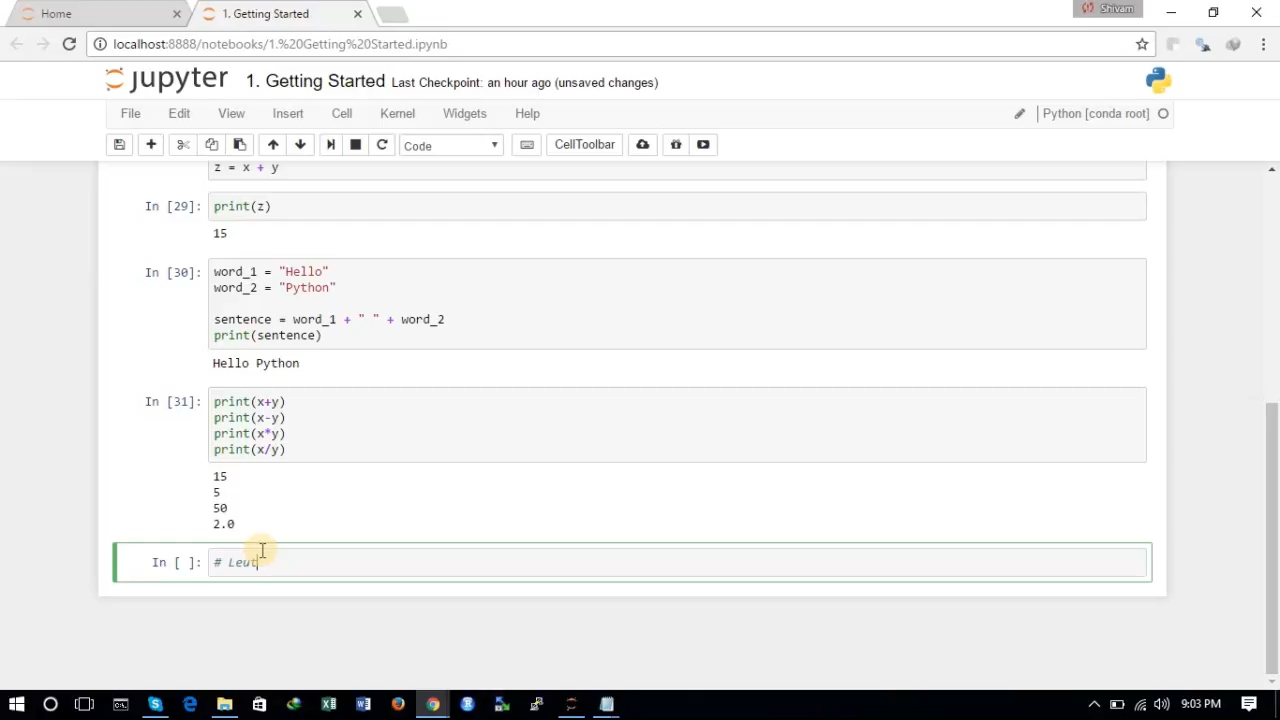 Home
1. Getting Started
Shivam
localhost:8888/notebooks/1.%20Getting%20Started.ipynb
jupyter 1. Getting Started Last Checkpoint: an hour ago (unsaved changes)
File Edit View Insert Cell Kernel Widgets Help Python [conda root]
Code CellToolbar
z = x + y
In [29]: print(z)
15
In [30]: word_1 = "Hello"
word_2 = "Python"
sentence = word_1 + " " + word_2
print(sentence)
Hello Python
In [31]: print(x+y)
print(x-y)
print(x*y)
print(x/y)
15
5
50
2.0
In [ ]: # Leut
9:03 PM